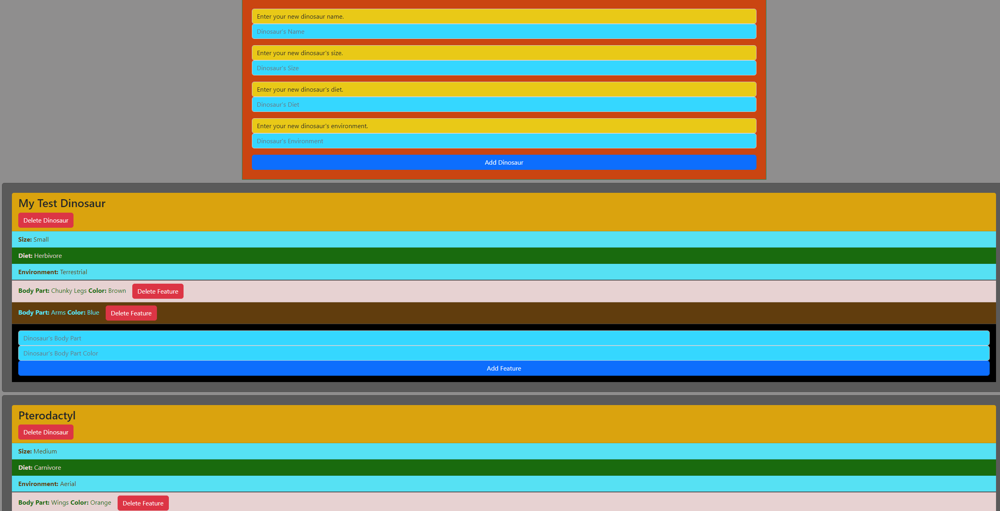 Enter your new dinosaur name.
Dinosaur's Name
Enter your new dinosaur's size.
Dinosaur's Size
Enter your new dinosaur's diet.
Dinosaur's Diet
Enter your new dinosaur's environment.
Dinosaur's Environment
Add Dinosaur
My Test Dinosaur
Delete Dinosaur
Size: Small
Diet: Herbivore
Environment: Terrestrial
Body Part: Chunky Legs Color: Brown Delete Feature
Body Part: Arms Color: Blue Delete Feature
Dinosaur's Body Part
Dinosaur's Body Part Color
Add Feature
Pterodactyl
Delete Dinosaur
Size: Medium
Diet: Carnivore
Environment: Aerial
Body Part: Wings Color: Orange Delete Feature